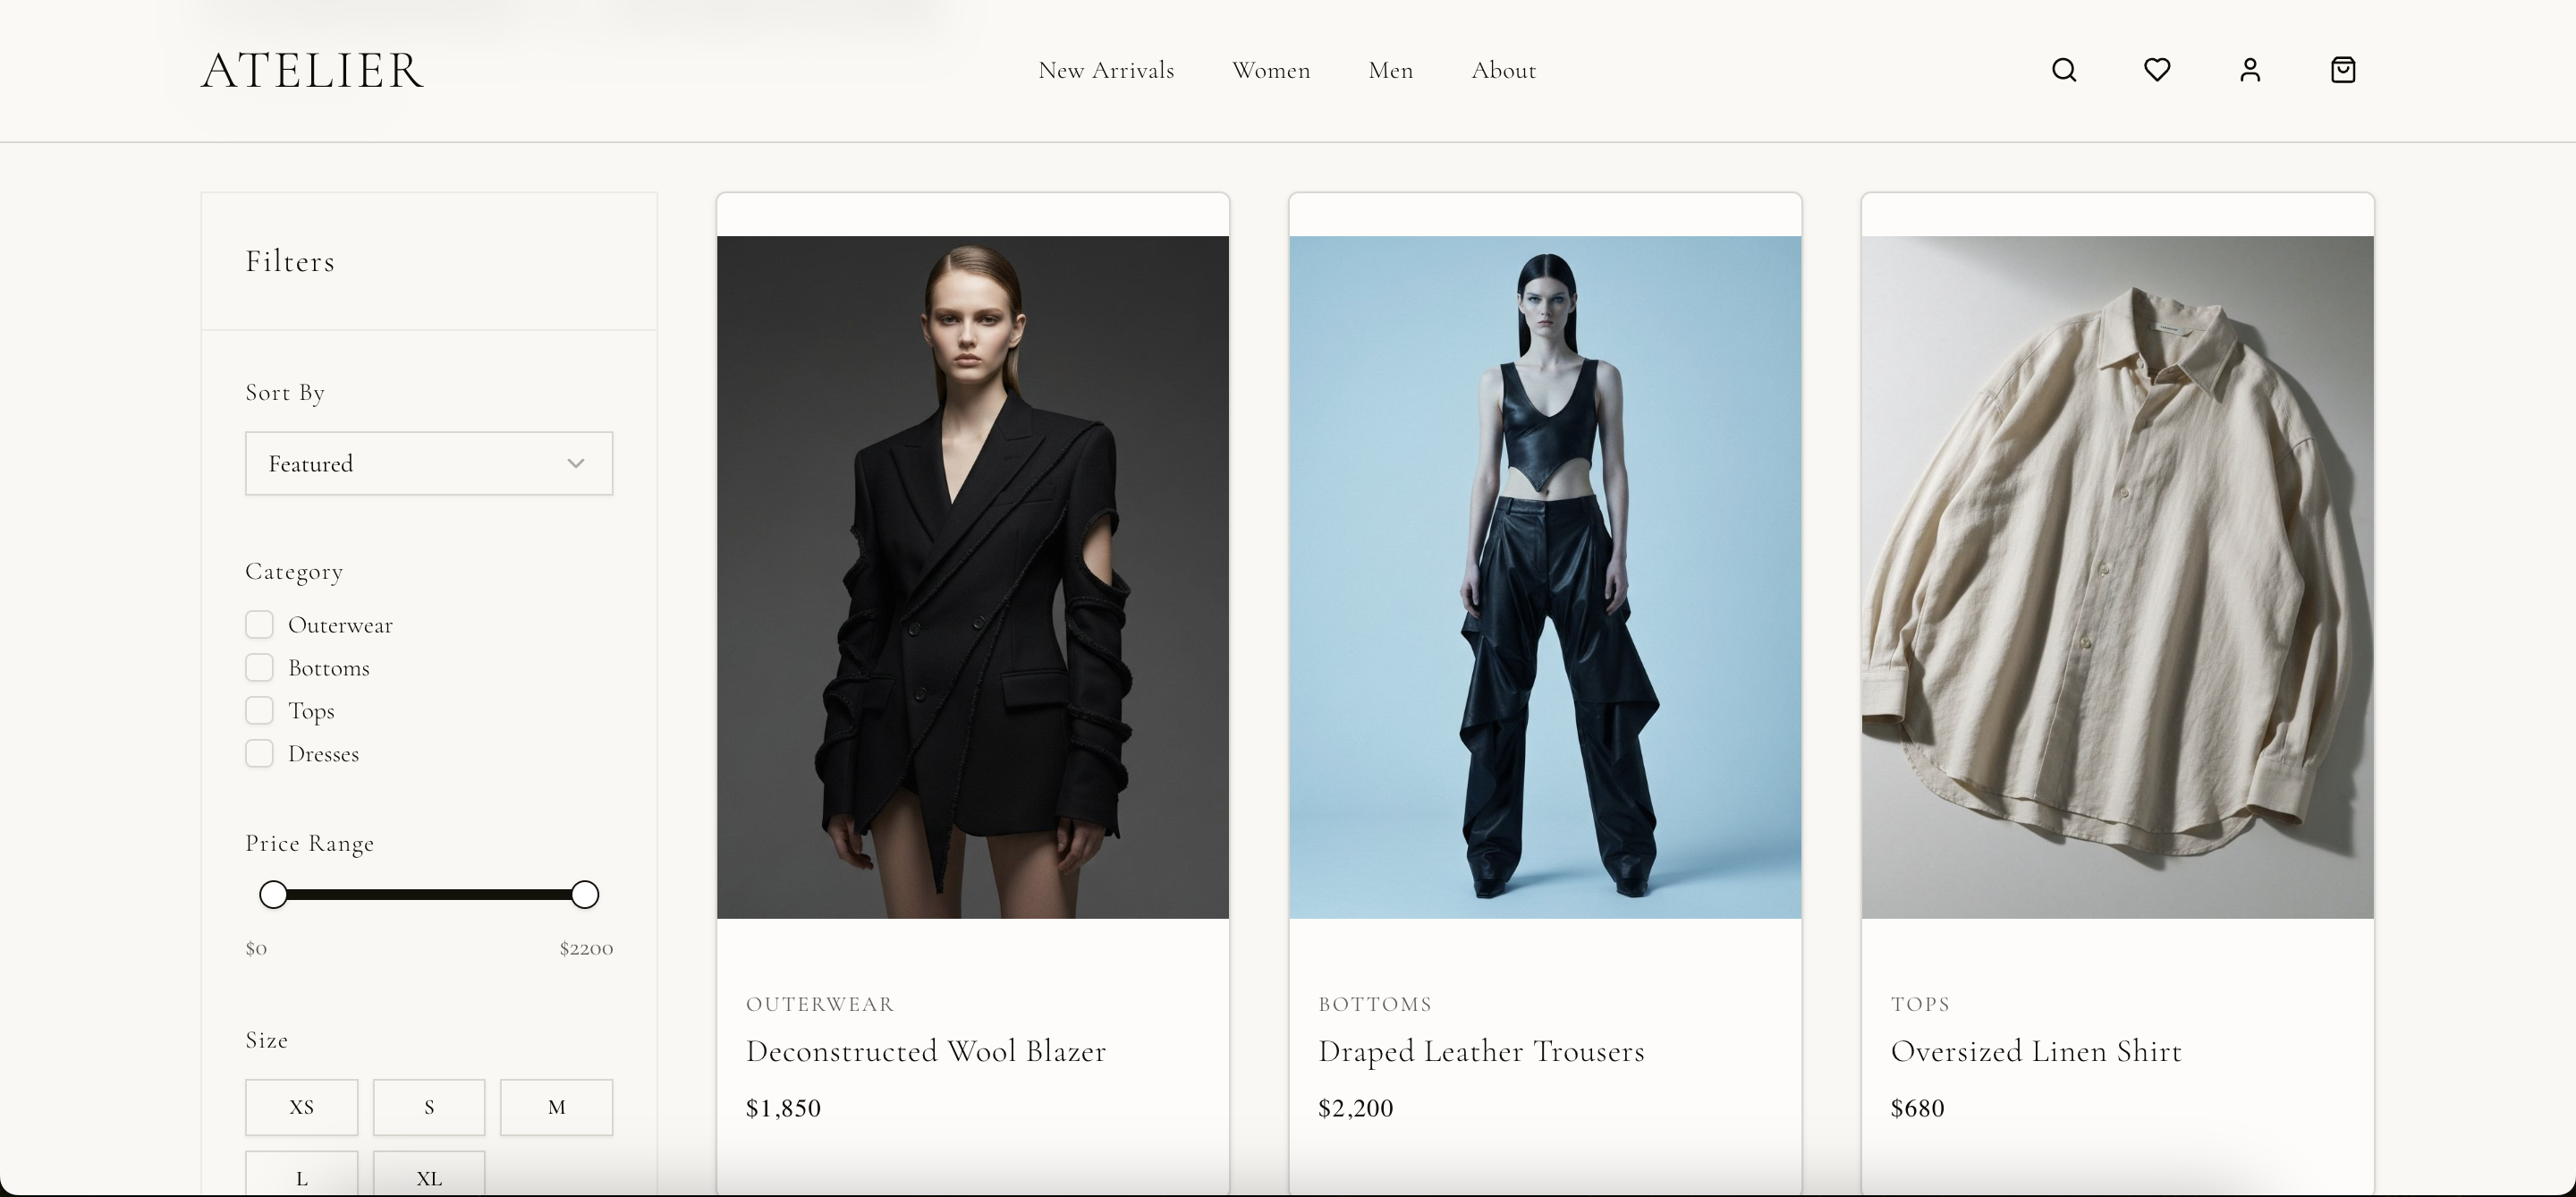 ATELIER
New Arrivals
Women
Men
About
Filters
Sort By
Featured
Category
Outerwear
Bottoms
Tops
Dresses
Price Range
$0
$2200
Size
XS
S
M
L
XL
OUTERWEAR
Deconstructed Wool Blazer
$1,850
BOTTOMS
Draped Leather Trousers
$2,200
TOPS
Oversized Linen Shirt
$680